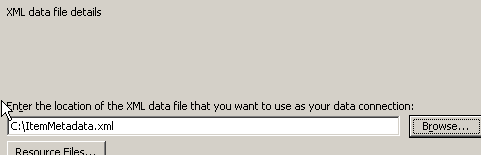 XML data file details
Enter the location of the XML data file that you want to use as your data connection:
C:\ItemMetadata.xml
Browse...
Resource Files...